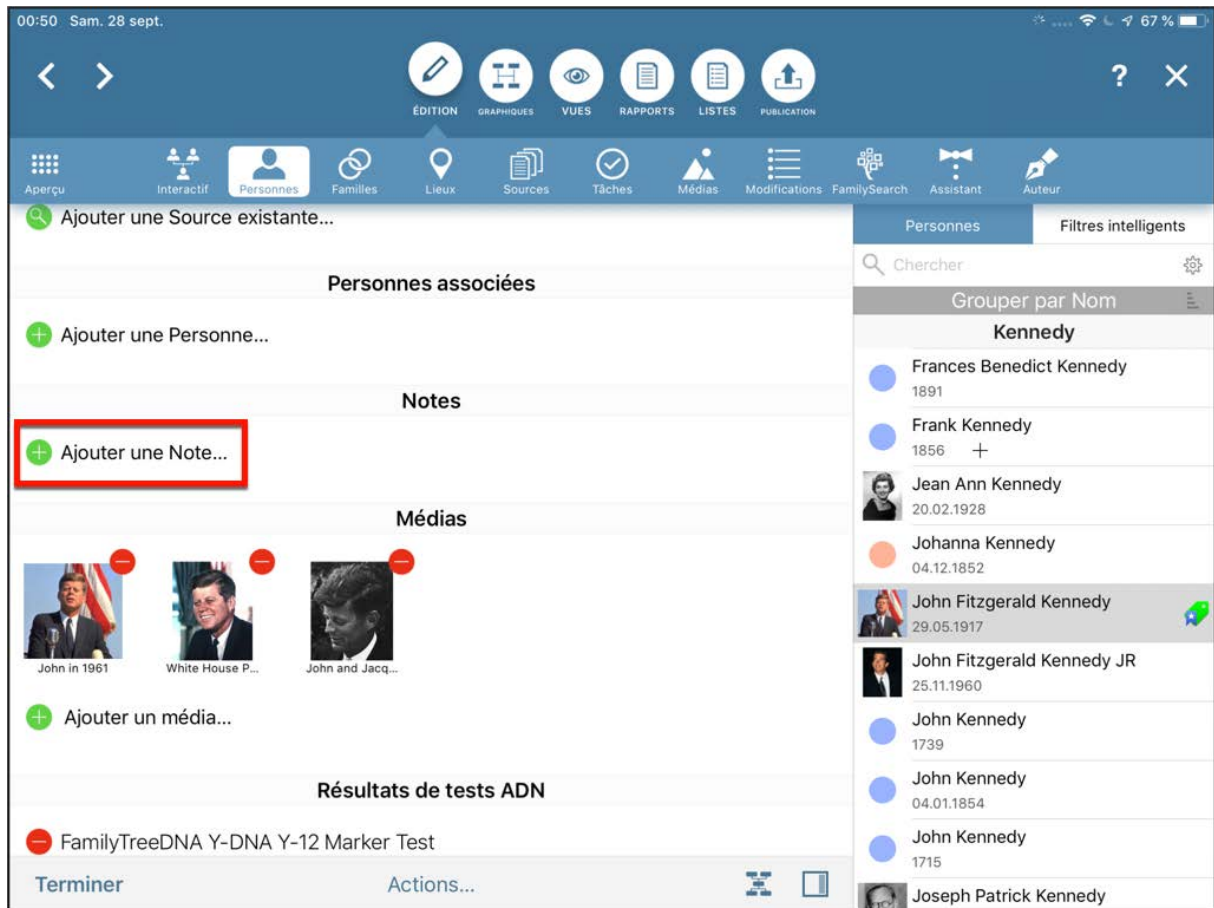 00:50 Sam. 28 sept.
67 %
ÉDITION GRAPHIQUES VUES RAPPORTS LISTES PUBLICATION
? 
Aperçu Interactif Personnes Familles Lieux Sources Tâches Médias Modifications FamilySearch Assistant Auteur
Ajouter une Source existante...
Personnes associées
Ajouter une Personne...
Notes
Ajouter une Note...
Médias
John in 1961 White House P... John and Jacq...
Ajouter un média...
Résultats de tests ADN
FamilyTreeDNA Y-DNA Y-12 Marker Test
Terminer Actions...
Personnes Filtres intelligents
Chercher
Grouper par Nom
Kennedy
Frances Benedict Kennedy
1891
Frank Kennedy
1856
Jean Ann Kennedy
20.02.1928
Johanna Kennedy
04.12.1852
John Fitzgerald Kennedy
29.05.1917
John Fitzgerald Kennedy JR
25.11.1960
John Kennedy
1739
John Kennedy
04.01.1854
John Kennedy
1715
Joseph Patrick Kennedy